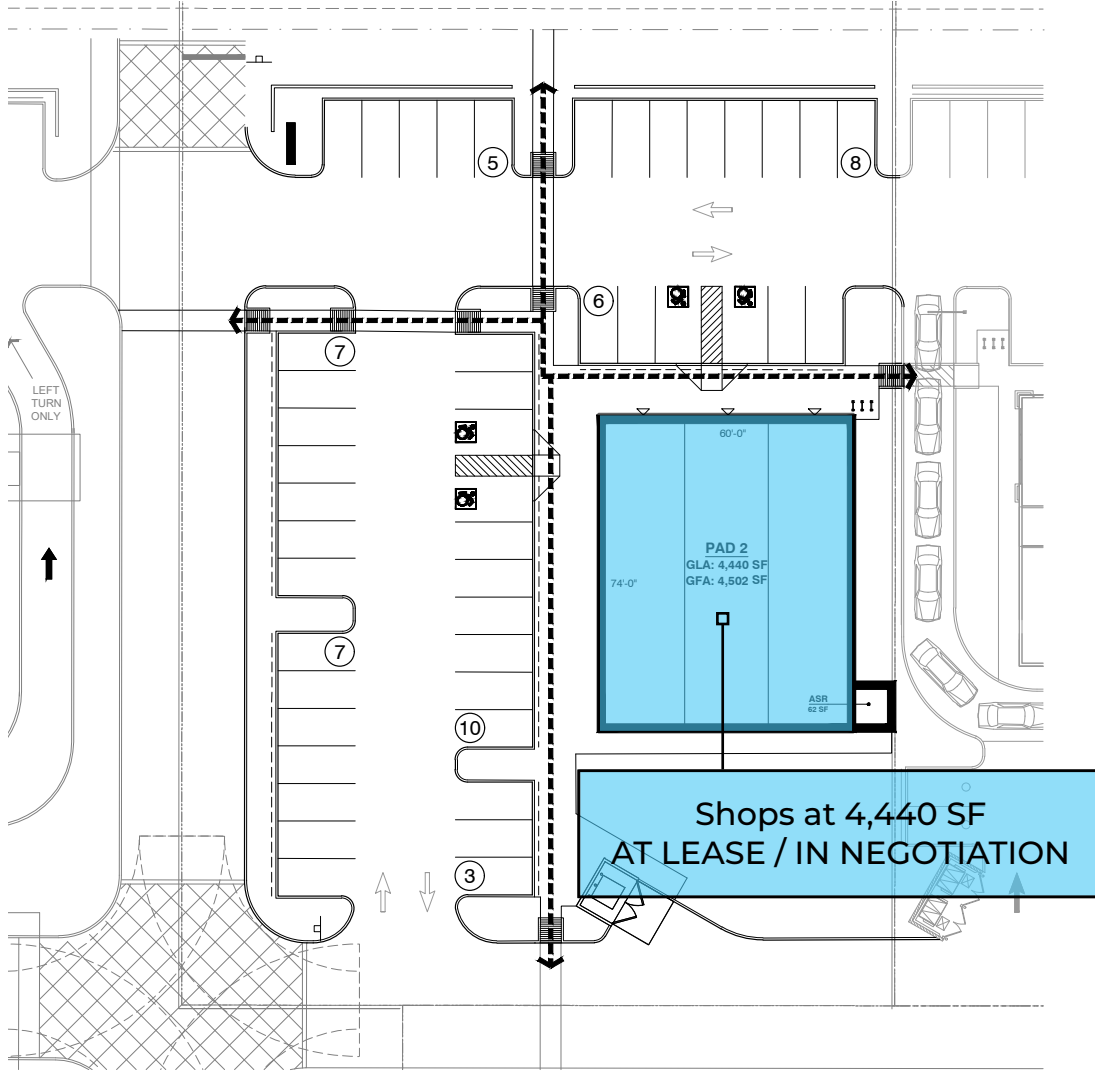 5
8
6
7
LEFT
TURN
ONLY
60'-0"
PAD 2
GLA: 4,440 SF
GFA: 4,502 SF
74'-0"
7
ASR
62 SF
10
Shops at 4,440 SF
AT LEASE / IN NEGOTIATION
3